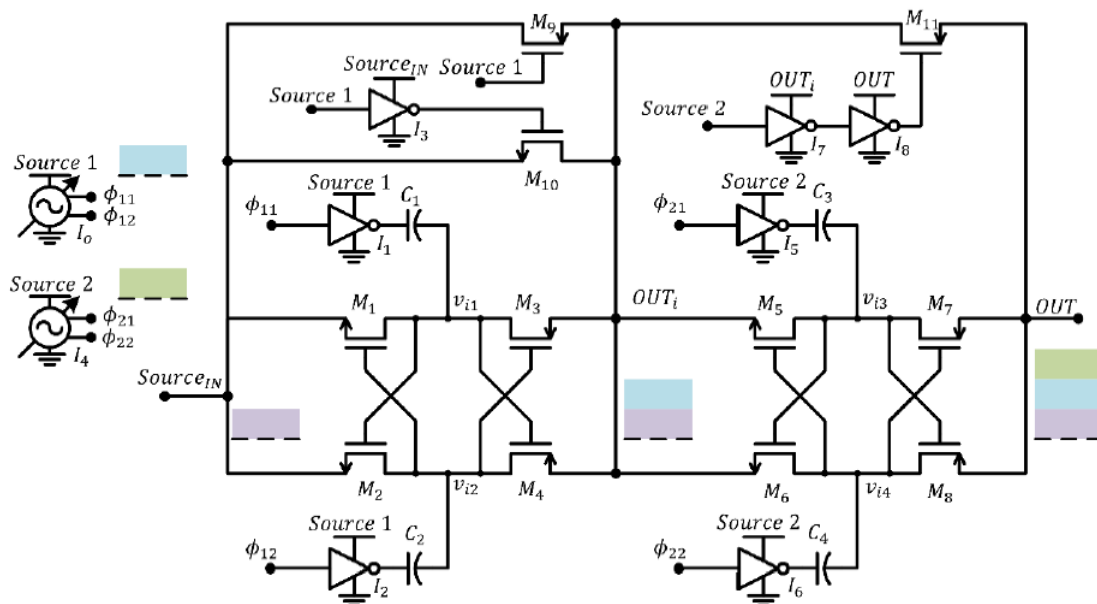 M₉
M₁₁
Source_IN
Source 1
OUTᵢ
OUT
Source 1
I₃
Source 2
I₇
I₈
M₁₀
Source 1
ϕ₁₁
ϕ₁₂
I₀
Source 1
C₁
ϕ₁₁
I₁
Source 2
C₃
ϕ₂₁
I₅
Source 2
ϕ₂₁
ϕ₂₂
I₄
M₁
v_i1
M₃
OUTᵢ
M₅
v_i3
M₇
OUT
Source_IN
M₂
v_i2
M₄
M₆
v_i4
M₈
Source 1
C₂
ϕ₁₂
I₂
Source 2
C₄
ϕ₂₂
I₆